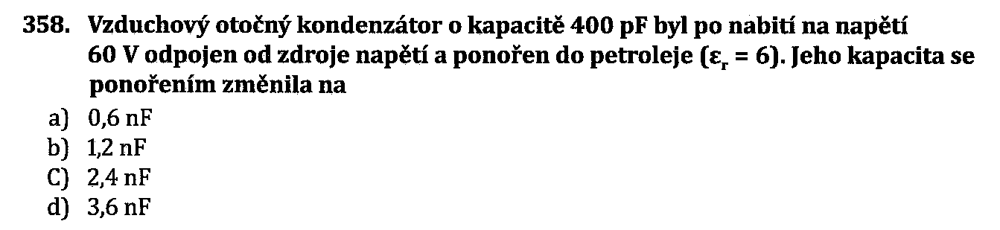 358. Vzduchový otočný kondenzátor o kapacitě 400 pF byl po nabití na napětí
60 V odpojen od zdroje napětí a ponořen do petroleje (εᵣ = 6). Jeho kapacita se
ponořením změnila na
a) 0,6 nF
b) 1,2 nF
C) 2,4 nF
d) 3,6 nF